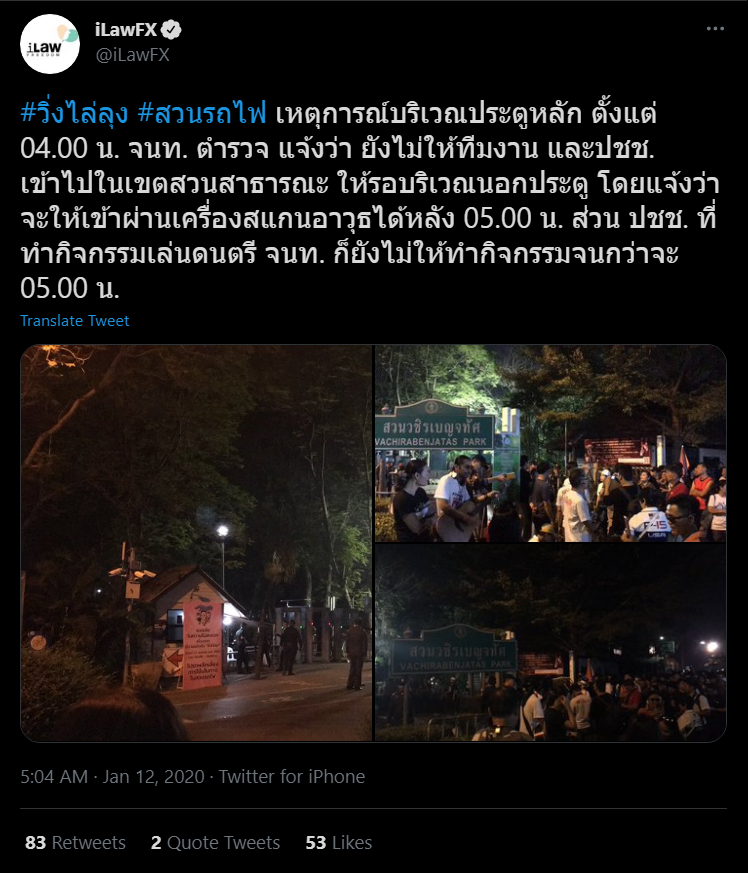 iLaw
FREEDOM
iLawFX
@iLawFX
#วิ่งไล่ลุง #สวนรถไฟ เหตุการณ์บริเวณประตูหลัก ตั้งแต่
04.00 น. จนท. ตำรวจ แจ้งว่า ยังไม่ให้ทีมงาน และปชช.
เข้าไปในเขตสวนสาธารณะ ให้รอบริเวณนอกประตู โดยแจ้งว่า
จะให้เข้าผ่านเครื่องสแกนอาวุธได้หลัง 05.00 น. ส่วน ปชช. ที่
ทำกิจกรรมเล่นดนตรี จนท. ก็ยังไม่ให้ทำกิจกรรมจนกว่าจะ
05.00 น.
Translate Tweet
สวนวชิรเบญจทัศ
VACHIRABENJATAS PARK
F-15
USA
สวนวชิรเบญจทัศ
VACHIRABENJATAS PARK
5:04 AM · Jan 12, 2020 · Twitter for iPhone
83 Retweets 2 Quote Tweets 53 Likes